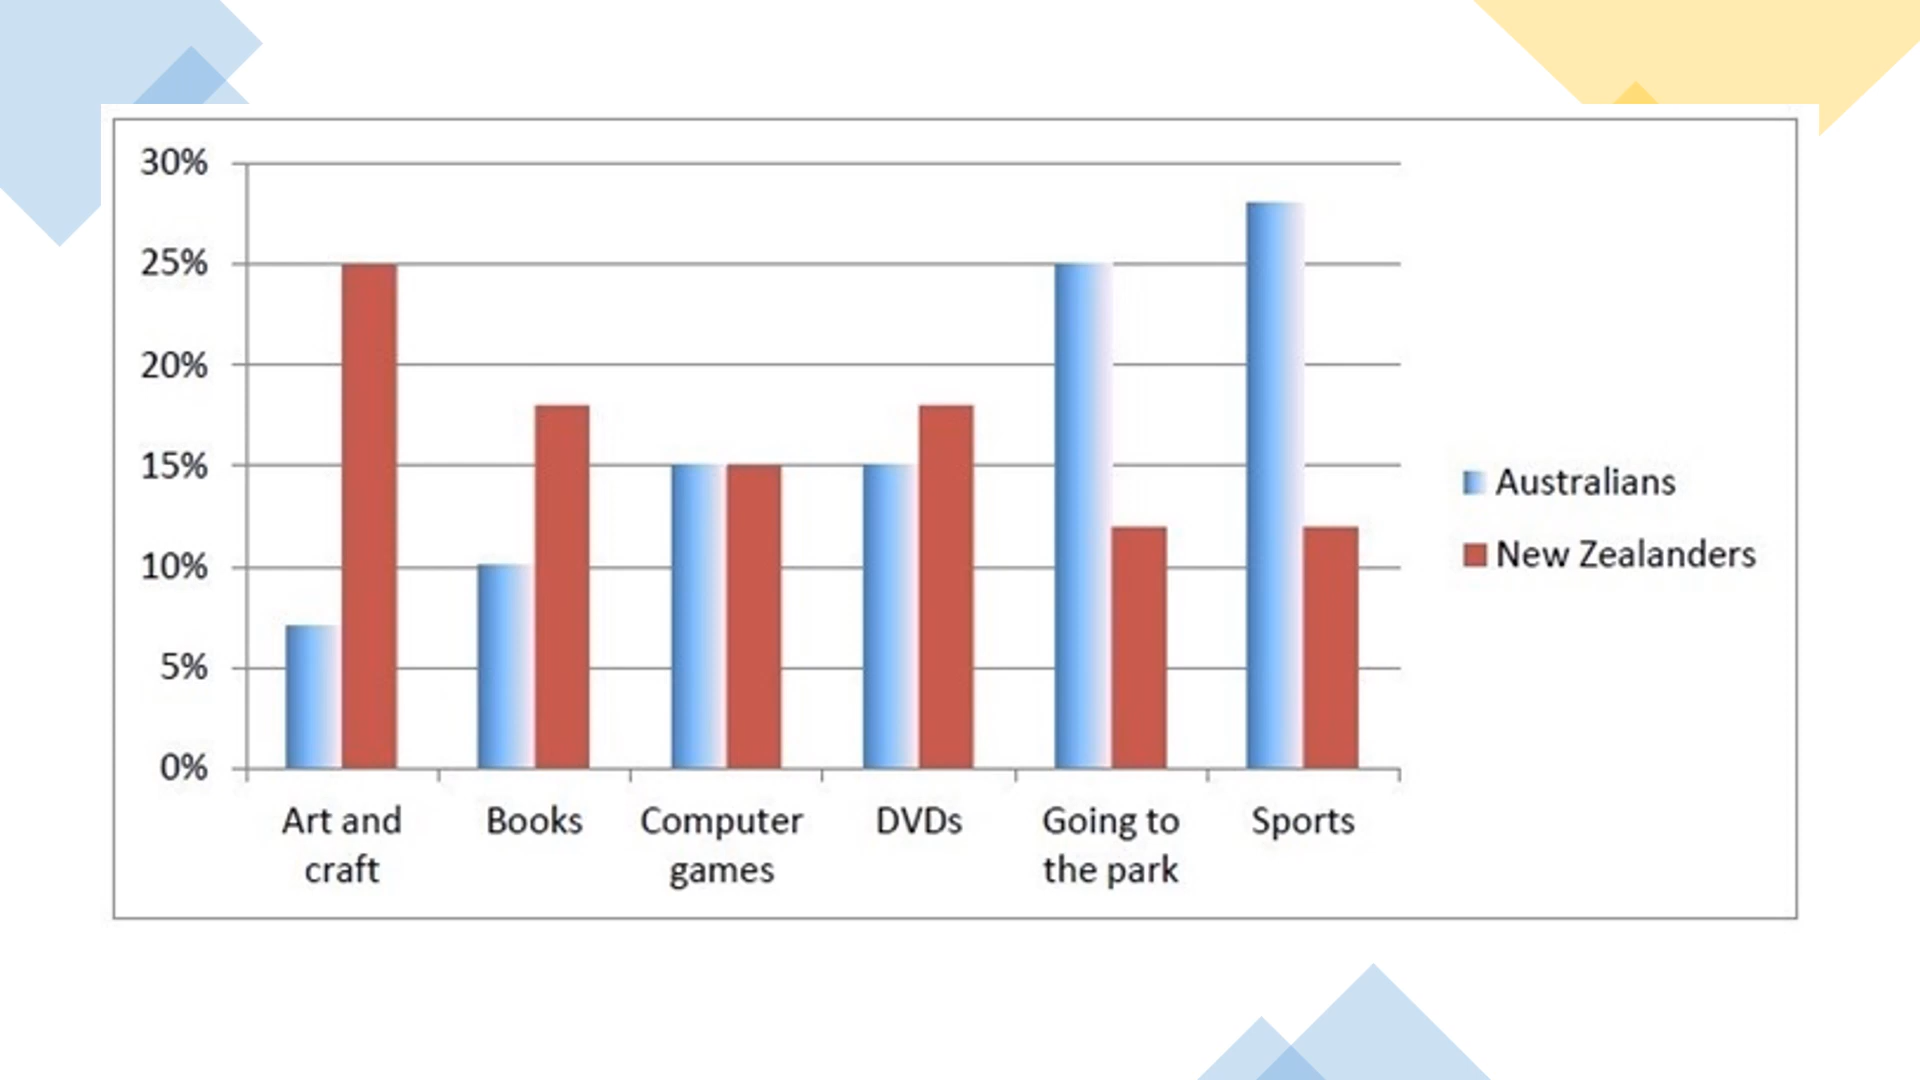 30%
25%
20%
15%
10%
5%
0%
Art and
craft
Books
Computer
games
DVDs
Going to
the park
Sports
Australians
New Zealanders